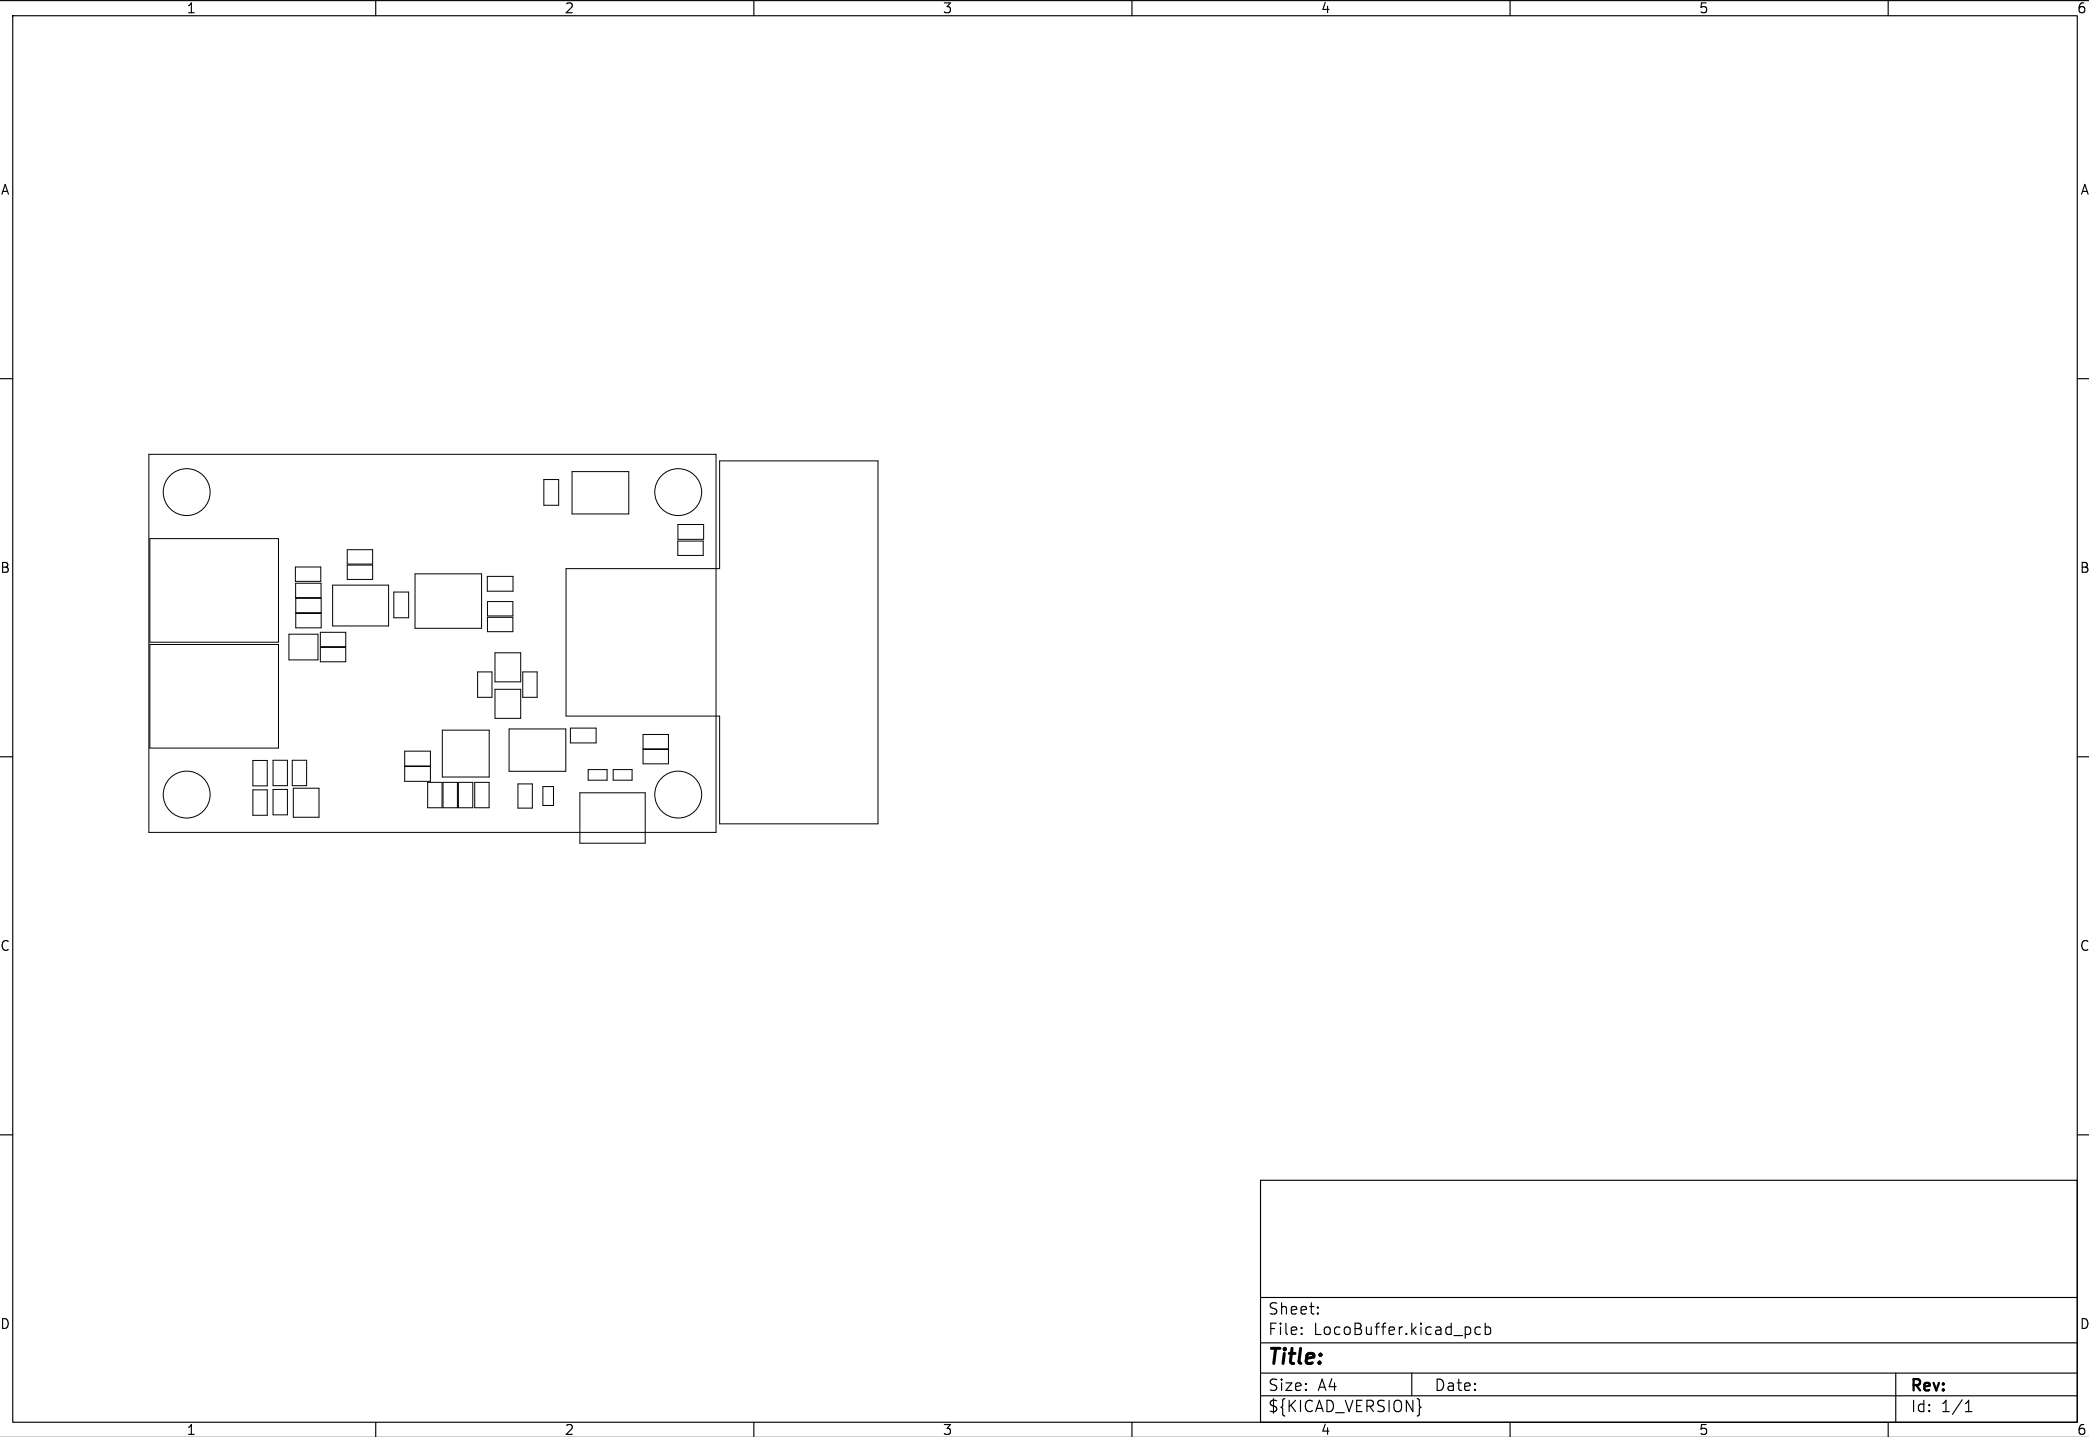 1 2 3 4 5 6
A A
B B
C C
Sheet:
File: LocoBuffer.kicad_pcb
D D
Title:
Size: A4 Date: Rev:
${KICAD_VERSION} Id: 1/1
1 2 3 4 5 6